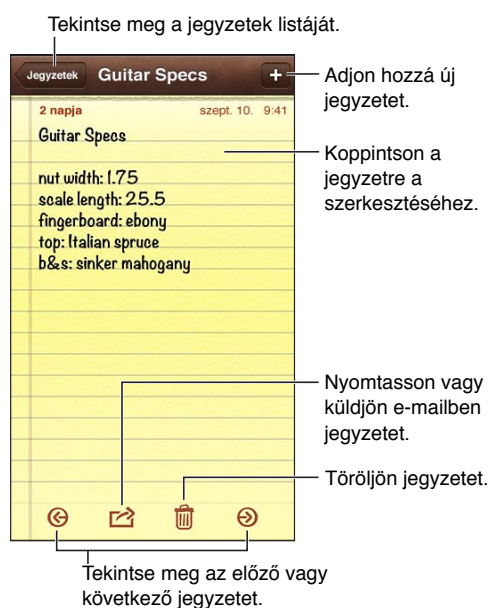 Tekintse meg a jegyzetek listáját.
Jegyzetek Guitar Specs +
Adjon hozzá új
jegyzetet.
2 napja szept. 10. 9:41
Guitar Specs
Koppintson a
jegyzetre a
szerkesztéséhez.
nut width: 1.75
scale length: 25.5
fingerboard: ebony
top: Italian spruce
b&s: sinker mahogany
Nyomtasson vagy
küldjön e-mailben
jegyzetet.
Töröljön jegyzetet.
Tekintse meg az előző vagy
következő jegyzetet.